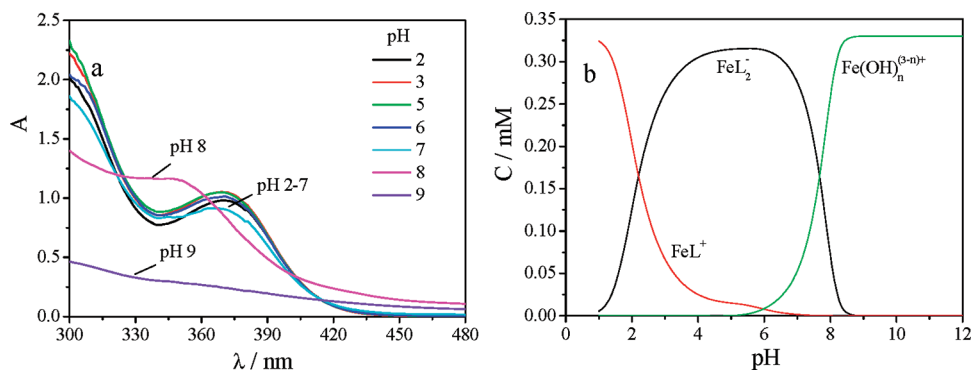 a
pH
2
3
5
6
7
8
9
pH 8
pH 2-7
pH 9
2.5
2.0
1.5
1.0
0.5
0.0
A
300 330 360 390 420 450 480
λ / nm
b
FeL₂⁻
Fe(OH)ₙ⁽³⁻ⁿ⁾⁺
FeL⁺
0.33
0.30
0.25
0.20
0.15
0.10
0.05
0.00
C / mM
0 2 4 6 8 10 12
pH